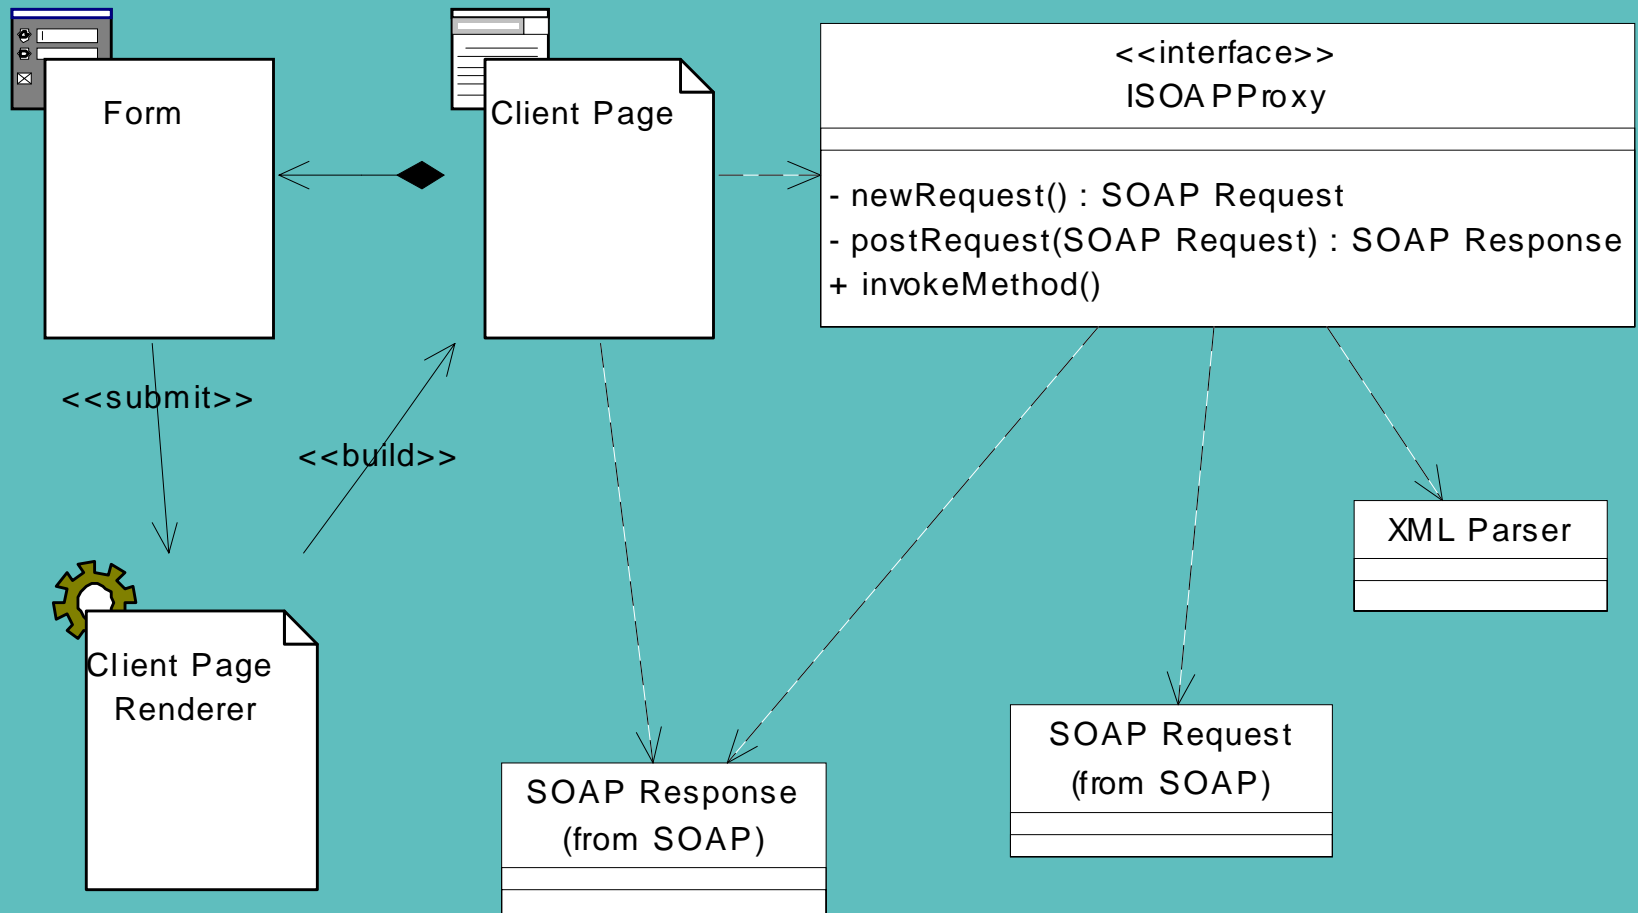 Form
Client Page
<<interface>>
ISOAPProxy
- newRequest() : SOAP Request
- postRequest(SOAP Request) : SOAP Response
+ invokeMethod()
<<submit>>
<<build>>
XML Parser
Client Page
Renderer
SOAP Request
(from SOAP)
SOAP Response
(from SOAP)